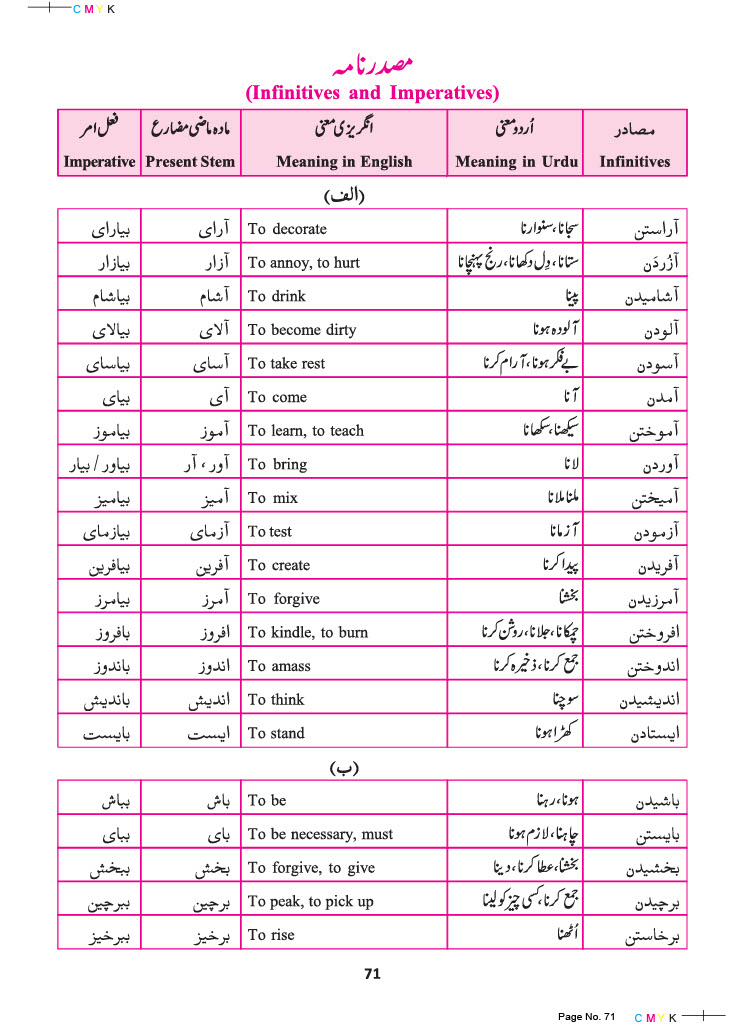 C M Y K
مصدر نامہ
(Infinitives and Imperatives)
مصادر اُردو معنی انگریزی معنی مادہ ماضی مضارع فعل امر
Imperative Present Stem Meaning in English Meaning in Urdu Infinitives
(الف)
آراستن سجانا، سنوارنا To decorate آرای بیارای
آزُردَن ستانا، دِل دکھانا، رنج پہنچانا To annoy, to hurt آزار بیازار
آشامیدن پینا To drink آشام بیاشام
آلودن آلودہ ہونا To become dirty آلای بیالای
آسودن بے فکر ہونا، آرام کرنا To take rest آسای بیاسای
آمدن آنا To come آی بیای
آموختن سیکھنا، سکھانا To learn, to teach آموز بیاموز
آوردن لانا To bring آور ، آر بیاور / بیار
آمیختن ملنا ملانا To mix آمیز بیامیز
آزمودن آزمانا To test آزمای بیازمای
آفریدن پیدا کرنا To create آفرین بیافرین
آمرزیدن بخشنا To forgive آمرز بیامرز
افروختن چمکانا، جلانا، روشن کرنا To kindle, to burn افروز بافروز
اندوختن جمع کرنا، ذخیرہ کرنا To amass اندوز باندوز
اندیشیدن سوچنا To think اندیش باندیش
ایستادن کھڑا ہونا To stand ایست بایست
(ب)
باشیدن ہونا، رہنا To be باش بباش
بایستن چاہنا، لازم ہونا To be necessary, must بای ببای
بخشیدن بخشنا، عطا کرنا، دینا To forgive, to give بخش ببخش
برچیدن جمع کرنا، کسی چیز کو لینا To peak, to pick up برچین ببرچین
برخاستن اُٹھنا To rise برخیز ببرخیز
71
Page No. 71 C M Y K